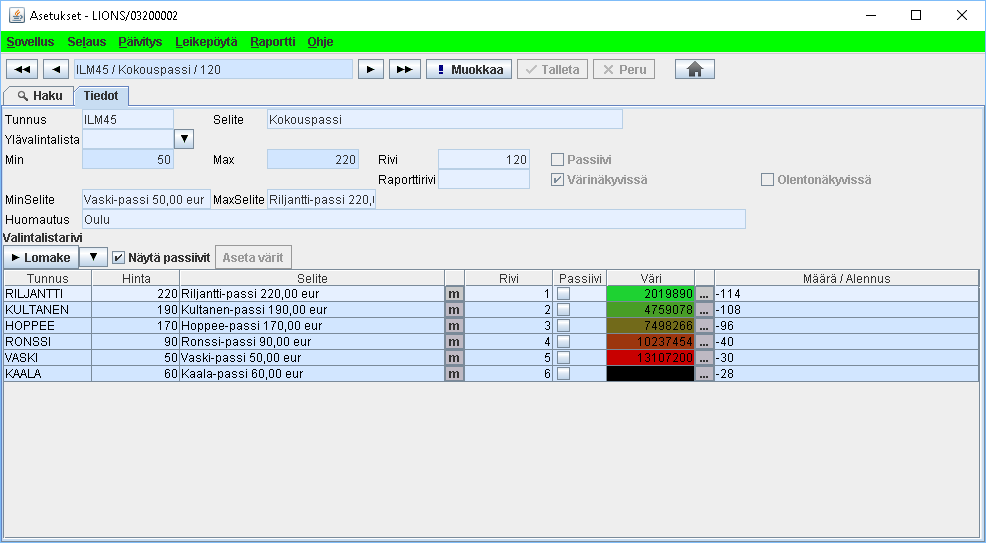 Asetukset - LIONS/03200002
Sovellus Selaus Päivitys Leikepöytä Raportti Ohje
ILM45 / Kokouspassi / 120 ! Muokkaa Talleta Peru
Haku Tiedot
Tunnus ILM45 Selite Kokouspassi
Ylävalintalista
Min 50 Max 220 Rivi 120 Passiivi
Raporttirivi Värinäkyvissä Olentonäkyvissä
MinSelite Vaski-passi 50,00 eur MaxSelite Riljantti-passi 220,
Huomautus Oulu
Valintalistarivi
Lomake Näytä passiivit Aseta värit
Tunnus Hinta Selite Rivi Passiivi Väri Määrä / Alennus
RILJANTTI 220 Riljantti-passi 220,00 eur m 1 2019890 ... -114
KULTANEN 190 Kultanen-passi 190,00 eur m 2 4759078 ... -108
HOPPEE 170 Hoppee-passi 170,00 eur m 3 7498266 ... -96
RONSSI 90 Ronssi-passi 90,00 eur m 4 10237454 ... -40
VASKI 50 Vaski-passi 50,00 eur m 5 13107200 ... -30
KAALA 60 Kaala-passi 60,00 eur m 6 ... -28